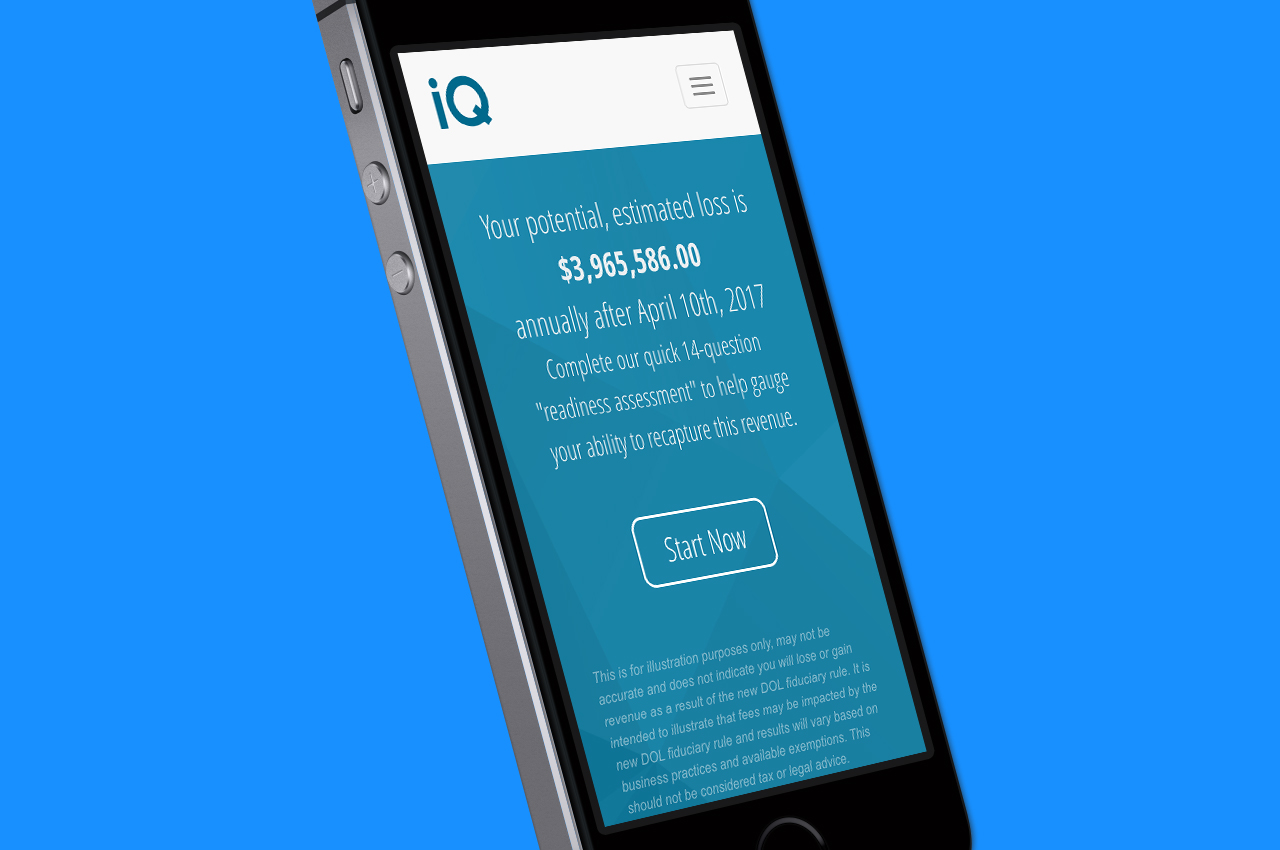 iQ
Your potential, estimated loss is
$3,965,586.00
annually after April 10th, 2017
Complete our quick 14-question
"readiness assessment" to help gauge
your ability to recapture this revenue.
Start Now
This is for illustration purposes only, may not be
accurate and does not indicate you will lose or gain
revenue as a result of the new DOL fiduciary rule. It is
intended to illustrate that fees may be impacted by the
new DOL fiduciary rule and results will vary based on
business practices and available exemptions. This
should not be considered tax or legal advice.